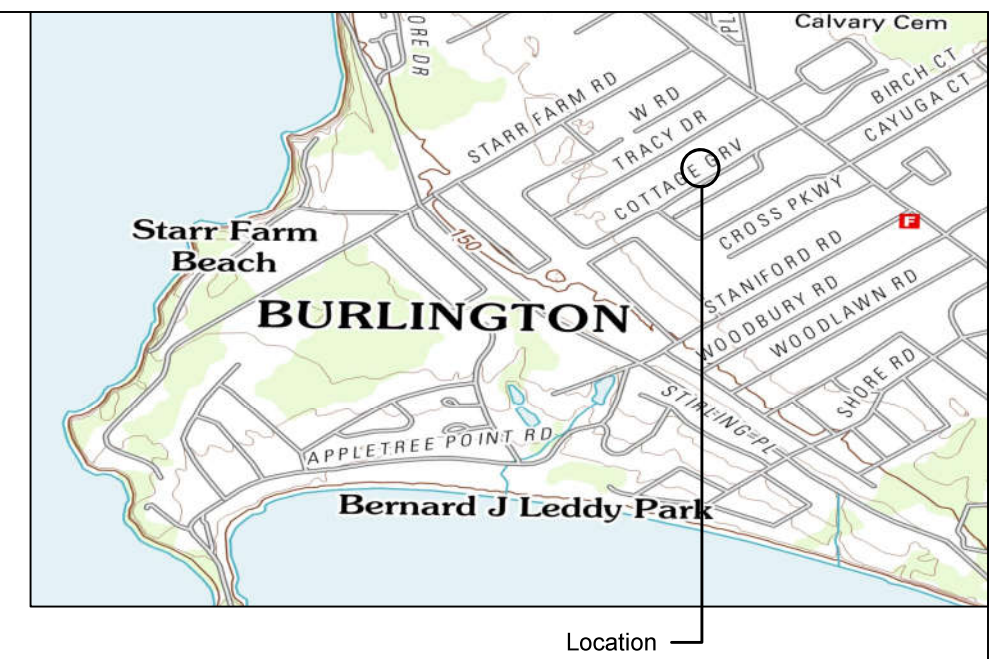 Calvary Cem
PL
ORE DR
BIRCH CT
STARR FARM RD
W RD
CAYUGA CT
TRACY DR
COTTAGE GRV
CROSS PKWY
F
Starr Farm
Beach
150
STANIFORD RD
BURLINGTON
WOODBURY RD
WOODLAWN RD
SHORE RD
STIRLING PL
APPLETREE POINT RD
Bernard J Leddy Park
Location